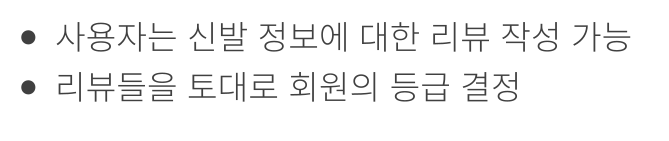 • 사용자는 신발 정보에 대한 리뷰 작성 가능
• 리뷰들을 토대로 회원의 등급 결정